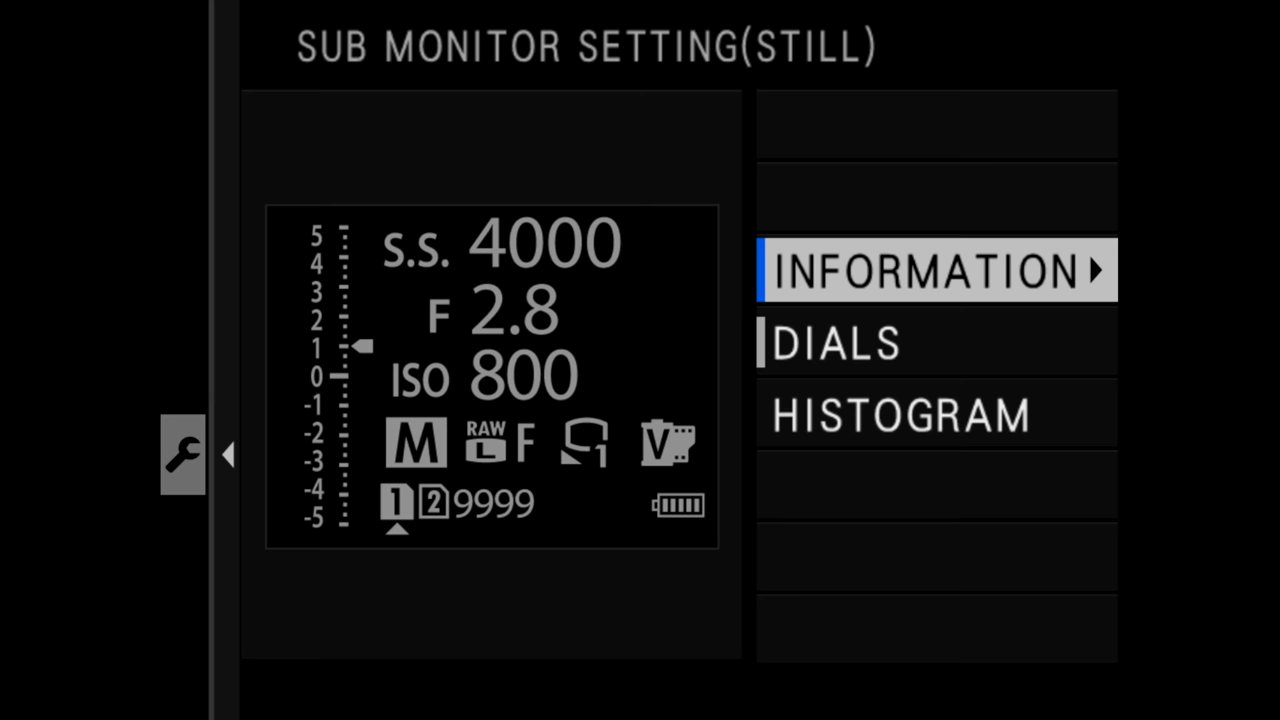 SUB MONITOR SETTING(STILL)
5
4
3
2
1
0
-1
-2
-3
-4
-5
S.S. 4000
F 2.8
ISO 800
M RAW L F 1 V
1 2 9999
INFORMATION
DIALS
HISTOGRAM